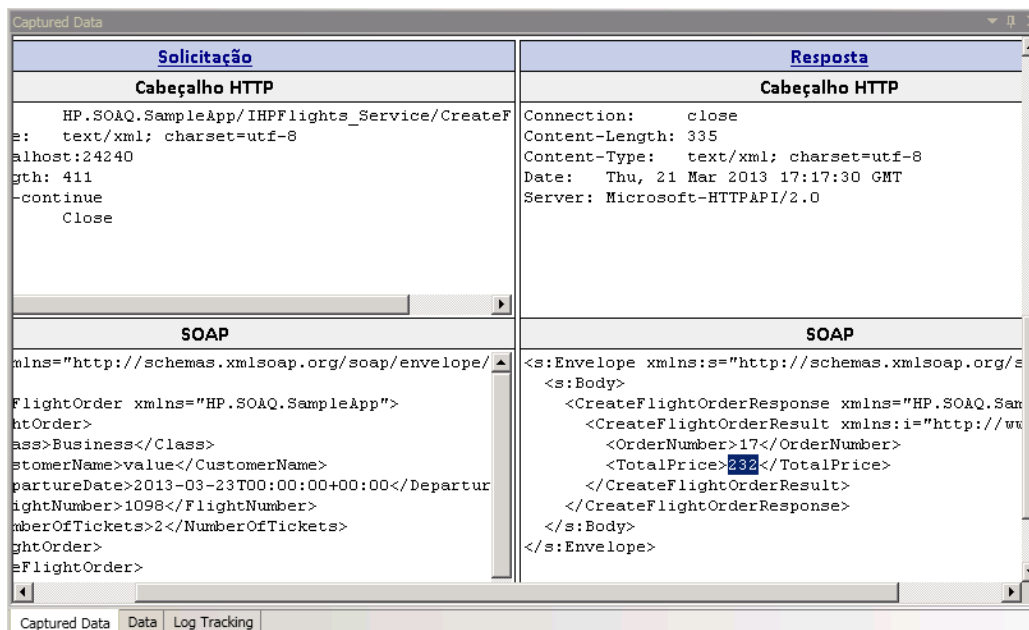 Captured Data
Solicitação
Cabeçalho HTTP
HP.SOAQ.SampleApp/IHPFlights_Service/CreateF
e: text/xml; charset=utf-8
alhost:24240
gth: 411
-continue
Close
SOAP
mlns="http://schemas.xmlsoap.org/soap/envelope/
FlightOrder xmlns="HP.SOAQ.SampleApp">
htOrder>
ass>Business</Class>
stomerName>value</CustomerName>
partureDate>2013-03-23T00:00:00+00:00</Departur
ightNumber>1098</FlightNumber>
mberOfTickets>2</NumberOfTickets>
ghtOrder>
eFlightOrder>
Resposta
Cabeçalho HTTP
Connection: close
Content-Length: 335
Content-Type: text/xml; charset=utf-8
Date: Thu, 21 Mar 2013 17:17:30 GMT
Server: Microsoft-HTTPAPI/2.0
SOAP
<s:Envelope xmlns:s="http://schemas.xmlsoap.org/s
<s:Body>
<CreateFlightOrderResponse xmlns="HP.SOAQ.Sam
<CreateFlightOrderResult xmlns:i="http://ww
<OrderNumber>17</OrderNumber>
<TotalPrice>232</TotalPrice>
</CreateFlightOrderResult>
</CreateFlightOrderResponse>
</s:Body>
</s:Envelope>
Captured Data Data Log Tracking